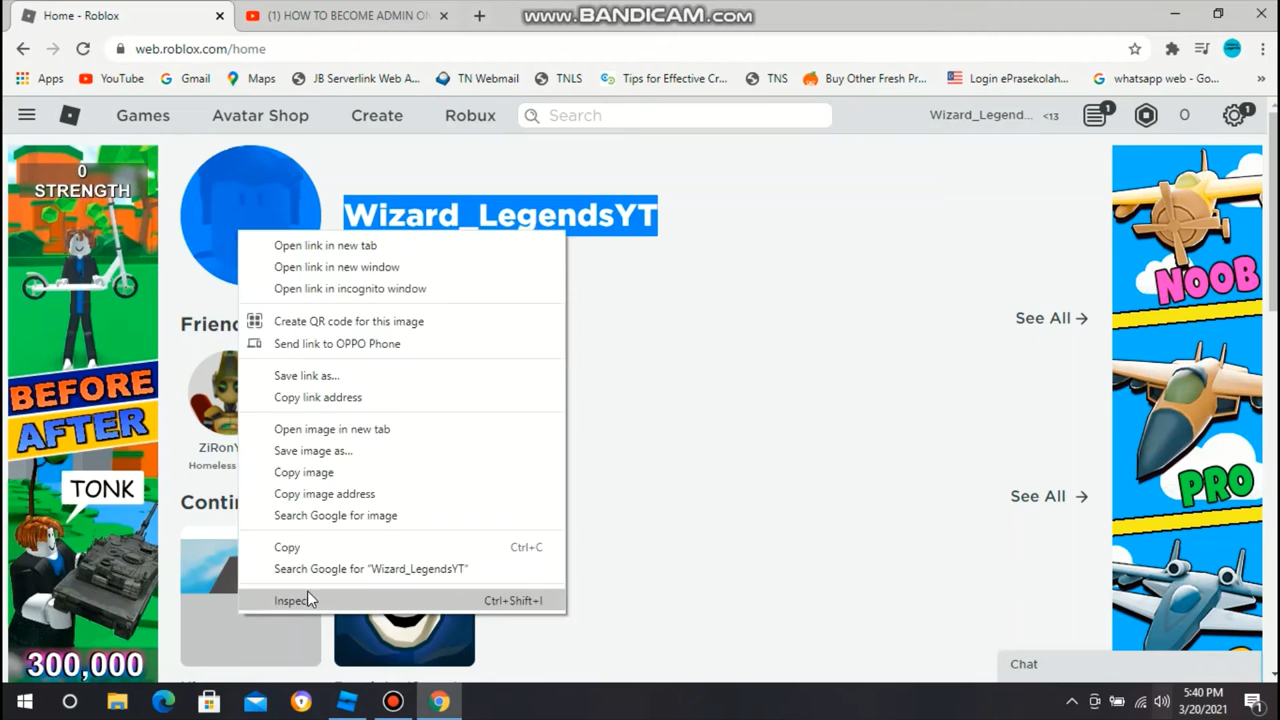 Home - Roblox
(1) HOW TO BECOME ADMIN ON
www.BANDICAM.com
web.roblox.com/home
Apps
YouTube
Gmail
Maps
JB Serverlink Web A...
TN Webmail
TNLS
Tips for Effective Cr...
TNS
Buy Other Fresh Pr...
Login ePrasekolah...
whatsapp web - Go...
»
Games
Avatar Shop
Create
Robux
Search
Wizard_Legend...
<13
1
0
1
0
STRENGTH
BEFORE
AFTER
TONK
300,000
Wizard_LegendsYT
Open link in new tab
Open link in new window
Open link in incognito window
Create QR code for this image
Send link to OPPO Phone
Save link as...
Copy link address
Open image in new tab
Save image as...
Copy image
Copy image address
Search Google for image
Copy Ctrl+C
Search Google for "Wizard_LegendsYT"
Inspec Ctrl+Shift+I
Friend
See All →
ZiRonY
Homeless
Contin
See All →
NOOB
PRO
Chat
5:40 PM
3/20/2021
1